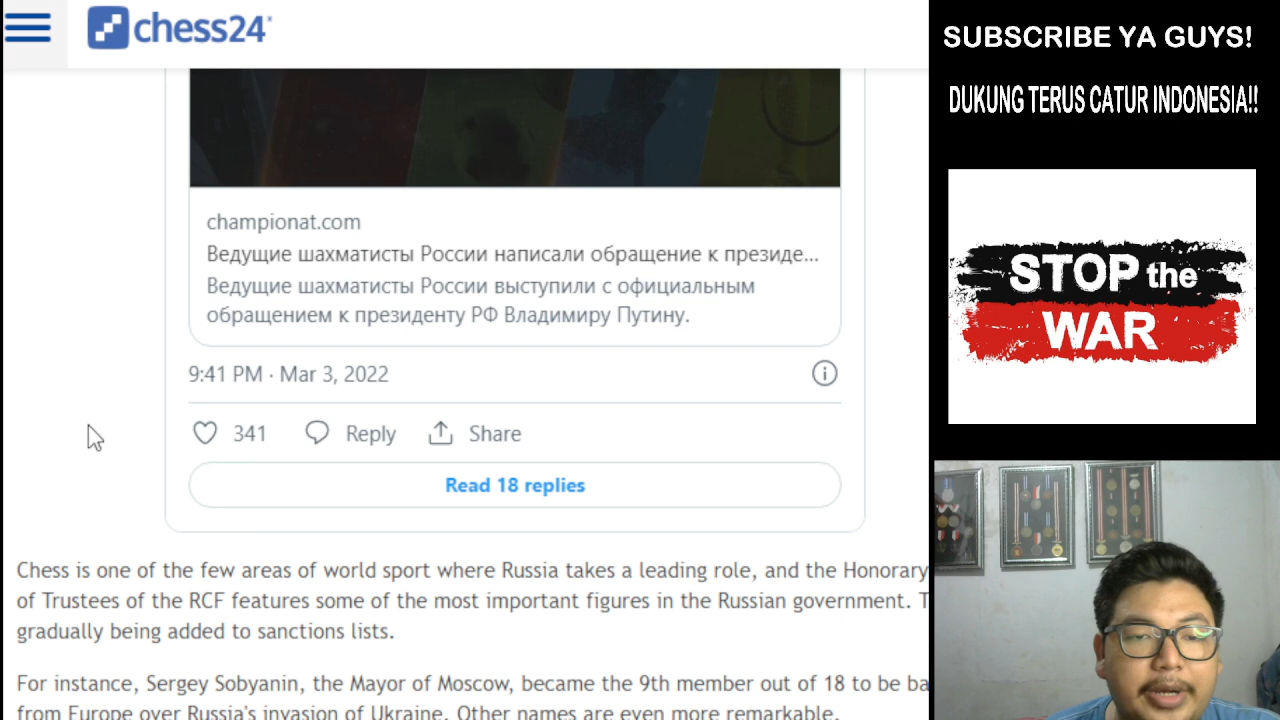 chess24
championat.com
Ведущие шахматисты России написали обращение к президе...
Ведущие шахматисты России выступили с официальным
обращением к президенту РФ Владимиру Путину.
9:41 PM · Mar 3, 2022
341 Reply Share
Read 18 replies
Chess is one of the few areas of world sport where Russia takes a leading role, and the Honorary
of Trustees of the RCF features some of the most important figures in the Russian government. T
gradually being added to sanctions lists.
For instance, Sergey Sobyanin, the Mayor of Moscow, became the 9th member out of 18 to be ba
from Europe over Russia's invasion of Ukraine. Other names are even more remarkable.
SUBSCRIBE YA GUYS!
DUKUNG TERUS CATUR INDONESIA!!
STOP the
WAR